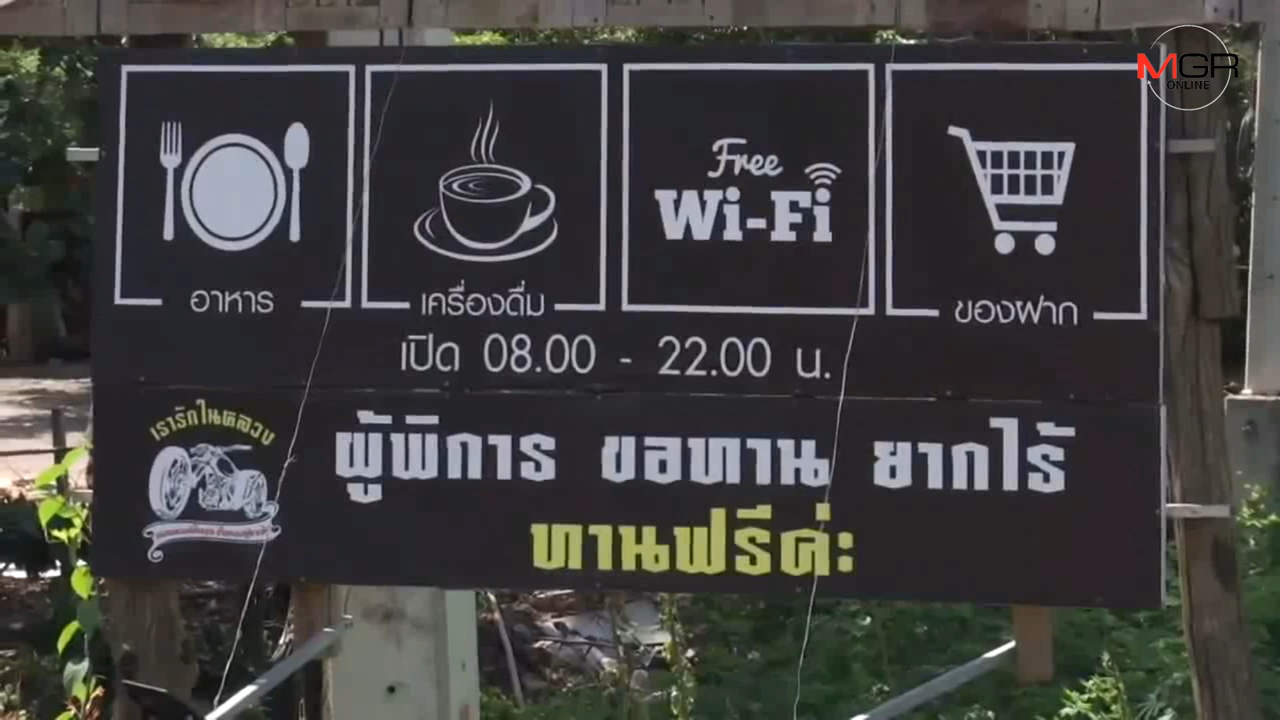 MGR
ONLINE
Free
Wi-Fi
อาหาร
เครื่องดื่ม
ของฝาก
เปิด 08.00 - 22.00 น.
เรารักในหลวง
ผู้พิการ ขอทาน ยากไร้
ทานฟรีค่ะ